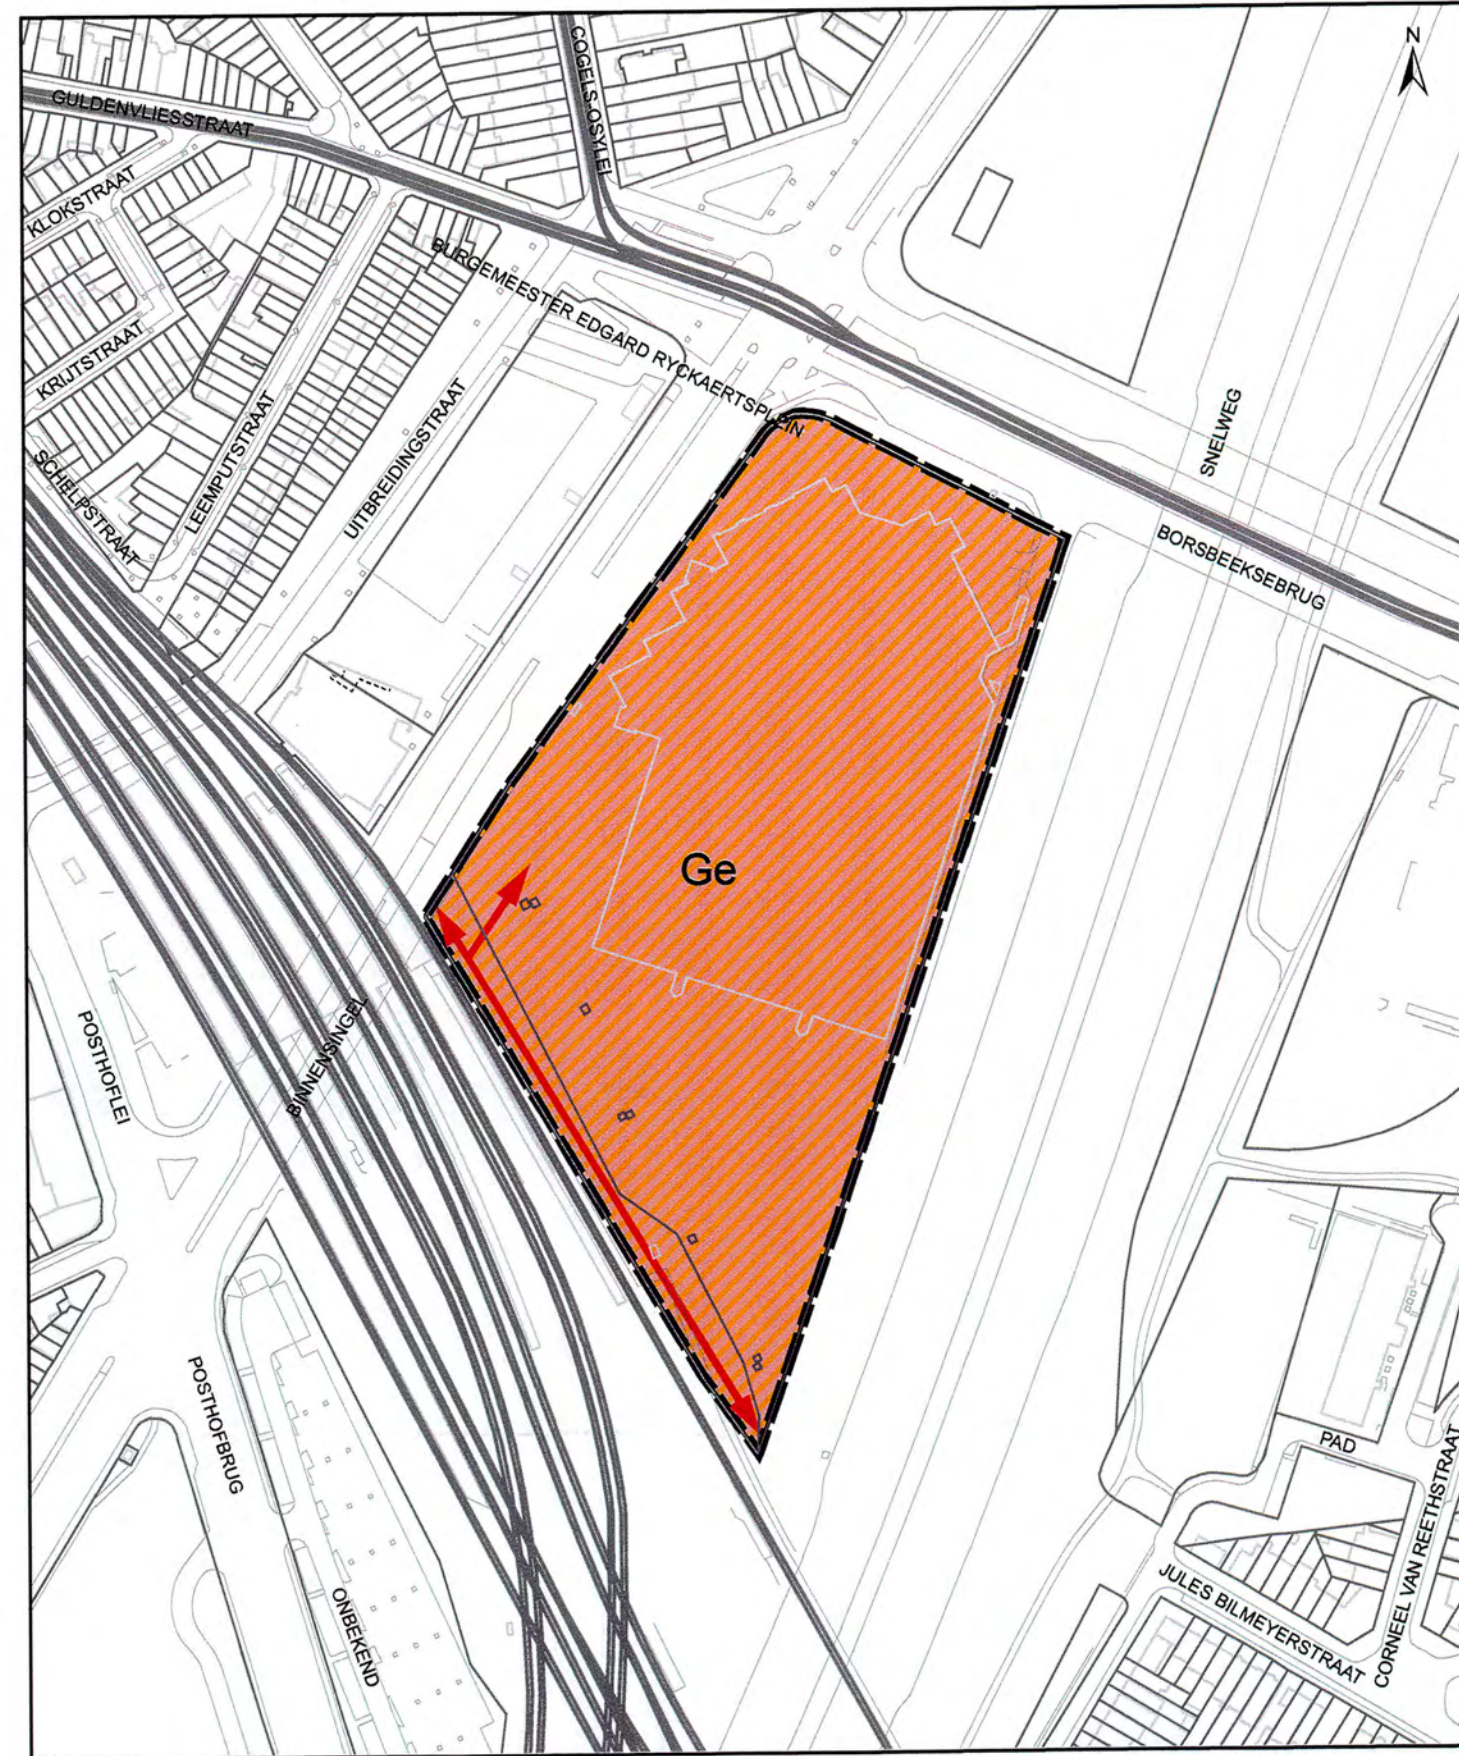 N
COGELS-OSYLEI
GULDENVLIESSTRAAT
KLOKSTRAAT
BURGEMEESTER EDGARD RYCKAERTSPLEIN
KRIJTSTRAAT
SNELWEG
LEEMPUTSTRAAT
UITBREIDINGSTRAAT
SCHELPSTRAAT
BORSBEEKSEBRUG
Ge
POSTHOFLEI
BINNENSINGEL
POSTHOFBRUG
PAD
ONBEKEND
JULES BILMEYERSTRAAT
CORNEEL VAN REETHSTRAAT